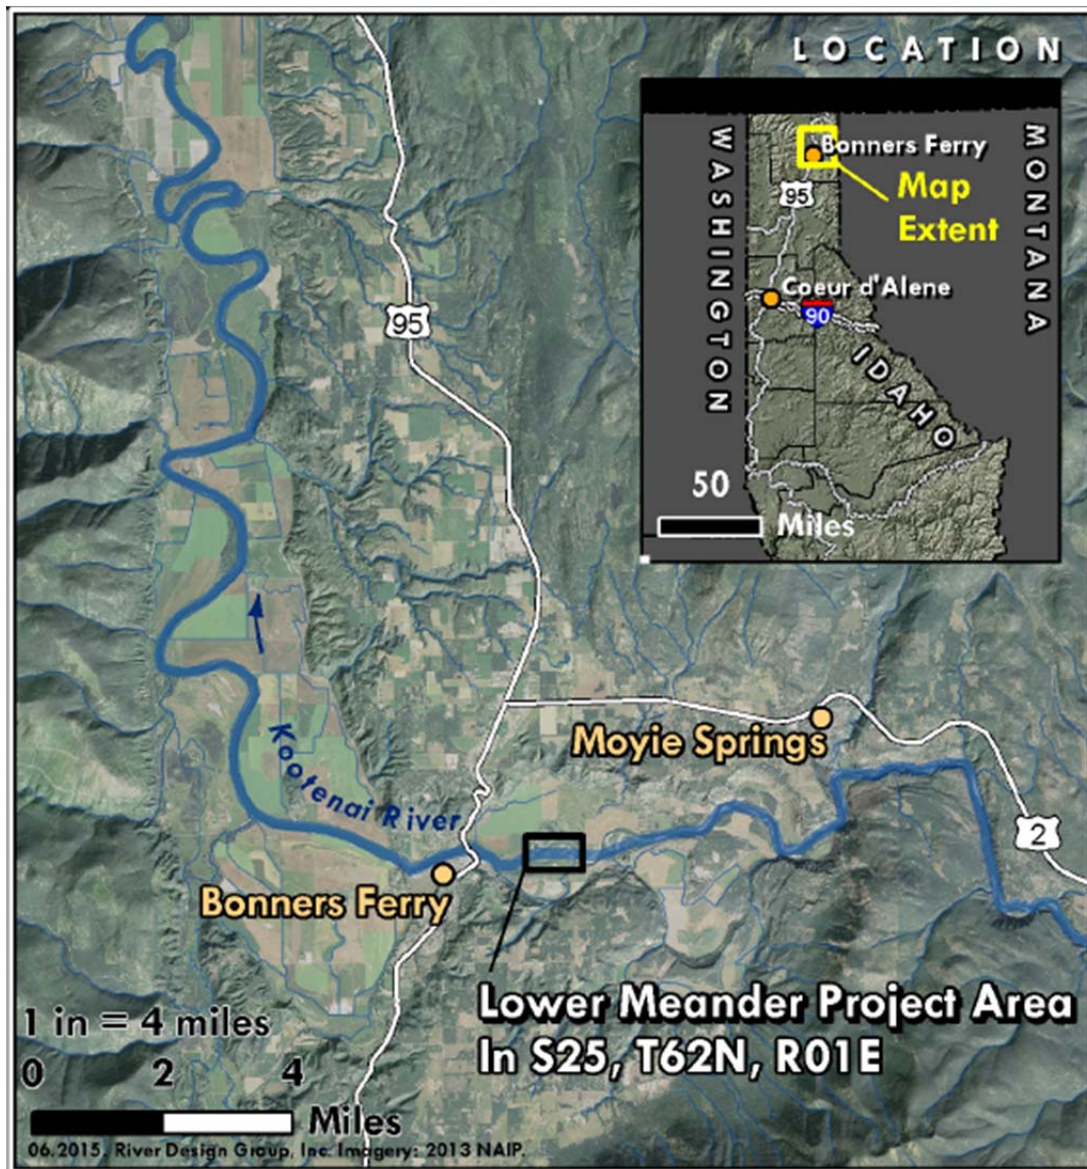 LOCATION
WASHINGTON
MONTANA
Bonners Ferry
95
Map
Extent
Coeur d'Alene
90
IDAHO
50
Miles
95
Moyie Springs
Kootenai River
2
Bonners Ferry
Lower Meander Project Area
In S25, T62N, R01E
1 in = 4 miles
0 2 4
Miles
06.2015, River Design Group, Inc. Imagery: 2013 NAIP.